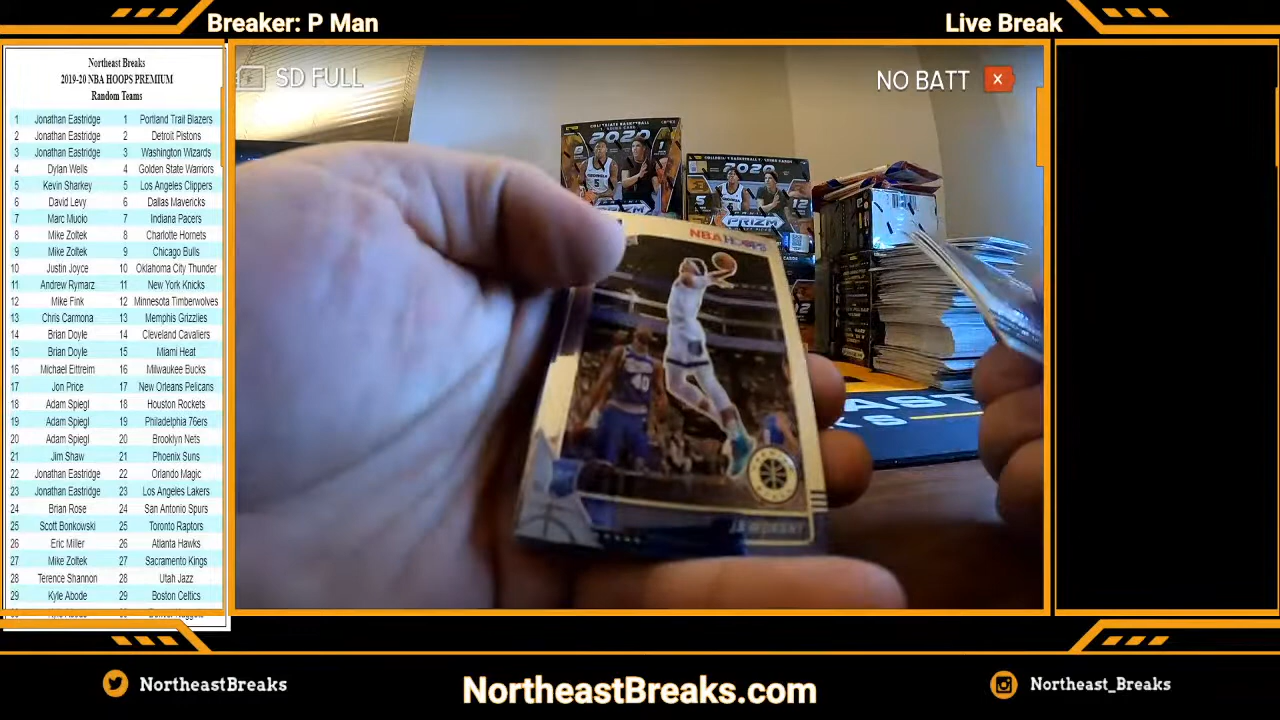 Breaker: P Man
Live Break
Northeast Breaks
2019-20 NBA HOOPS PREMIUM
Random Teams
1 Jonathan Eastridge 1 Portland Trail Blazers
2 Jonathan Eastridge 2 Detroit Pistons
3 Jonathan Eastridge 3 Washington Wizards
4 Dylan Wells 4 Golden State Warriors
5 Kevin Sharkey 5 Los Angeles Clippers
6 David Levy 6 Dallas Mavericks
7 Marc Muoio 7 Indiana Pacers
8 Mike Zoltek 8 Charlotte Hornets
9 Mike Zoltek 9 Chicago Bulls
10 Justin Joyce 10 Oklahoma City Thunder
11 Andrew Rymarz 11 New York Knicks
12 Mike Fink 12 Minnesota Timberwolves
13 Chris Carmona 13 Memphis Grizzlies
14 Brian Doyle 14 Cleveland Cavaliers
15 Brian Doyle 15 Miami Heat
16 Michael Eittreim 16 Milwaukee Bucks
17 Jon Price 17 New Orleans Pelicans
18 Adam Spiegl 18 Houston Rockets
19 Adam Spiegl 19 Philadelphia 76ers
20 Adam Spiegl 20 Brooklyn Nets
21 Jim Shaw 21 Phoenix Suns
22 Jonathan Eastridge 22 Orlando Magic
23 Jonathan Eastridge 23 Los Angeles Lakers
24 Brian Rose 24 San Antonio Spurs
25 Scott Bonkowski 25 Toronto Raptors
26 Eric Miller 26 Atlanta Hawks
27 Mike Zoltek 27 Sacramento Kings
28 Terence Shannon 28 Utah Jazz
29 Kyle Abode 29 Boston Celtics
SD FULL
NO BATT
2020
PRIZM
2020
PRIZM
12
NBA HOOPS
JA MORANT
AST
KS
NortheastBreaks
NortheastBreaks.com
Northeast_Breaks